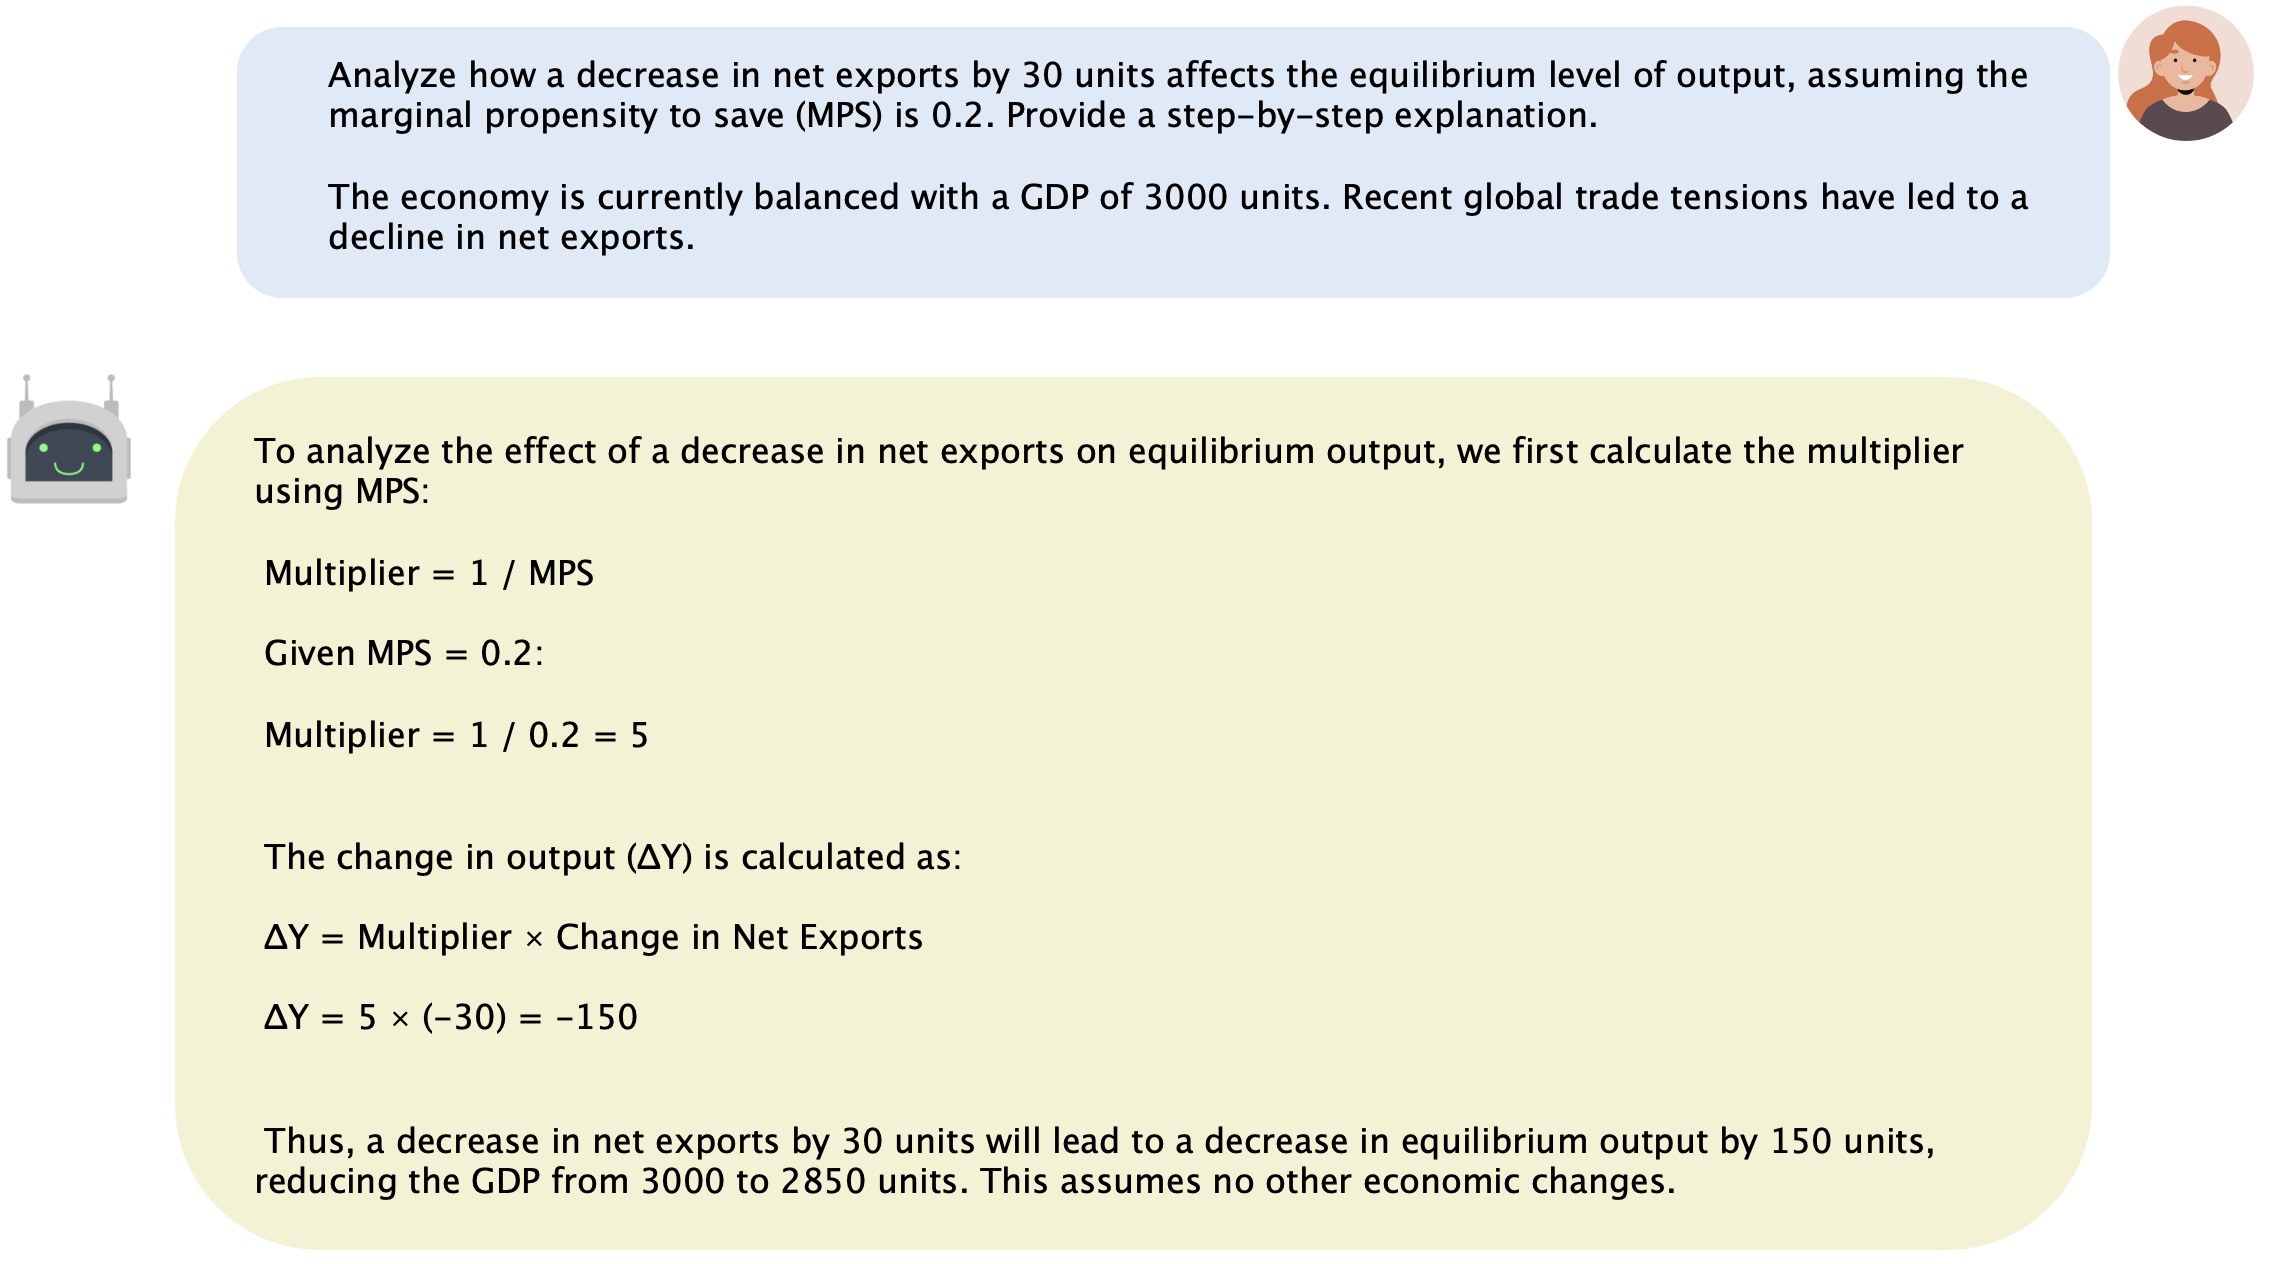 Analyze how a decrease in net exports by 30 units affects the equilibrium level of output, assuming the
marginal propensity to save (MPS) is 0.2. Provide a step-by-step explanation.
The economy is currently balanced with a GDP of 3000 units. Recent global trade tensions have led to a
decline in net exports.
To analyze the effect of a decrease in net exports on equilibrium output, we first calculate the multiplier
using MPS:
Multiplier = 1 / MPS
Given MPS = 0.2:
Multiplier = 1 / 0.2 = 5
The change in output (ΔY) is calculated as:
ΔY = Multiplier × Change in Net Exports
ΔY = 5 × (-30) = -150
Thus, a decrease in net exports by 30 units will lead to a decrease in equilibrium output by 150 units,
reducing the GDP from 3000 to 2850 units. This assumes no other economic changes.